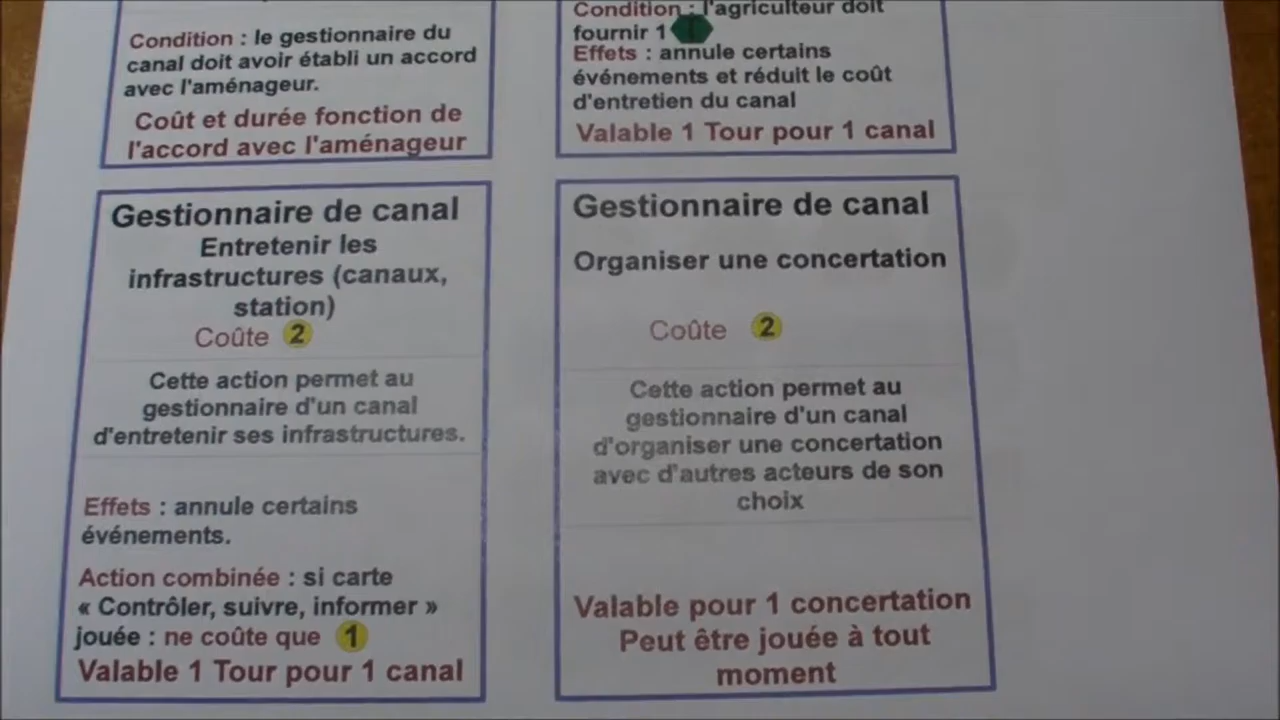 Condition : le gestionnaire du
canal doit avoir établi un accord
avec l'aménageur.
Coût et durée fonction de
l'accord avec l'aménageur
Condition : l'agriculteur doit
fournir 1
Effets : annule certains
événements et réduit le coût
d'entretien du canal
Valable 1 Tour pour 1 canal
Gestionnaire de canal
Entretenir les
infrastructures (canaux,
station)
Coûte 2
Cette action permet au
gestionnaire d'un canal
d'entretenir ses infrastructures.
Effets : annule certains
événements.
Action combinée : si carte
« Contrôler, suivre, informer »
jouée : ne coûte que 1
Valable 1 Tour pour 1 canal
Gestionnaire de canal
Organiser une concertation
Coûte 2
Cette action permet au
gestionnaire d'un canal
d'organiser une concertation
avec d'autres acteurs de son
choix
Valable pour 1 concertation
Peut être jouée à tout
moment